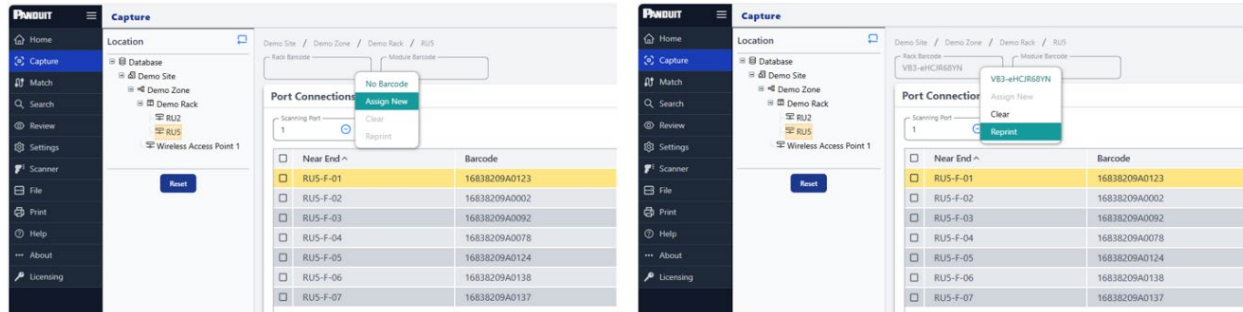 PANDUIT
Capture
Home
Capture
Match
Search
Review
Settings
Scanner
File
Print
Help
About
Licensing
Location
Database
Demo Site
Demo Zone
Demo Rack
RU2
RU5
Wireless Access Point 1
Reset
Demo Site / Demo Zone / Demo Rack / RU5
Rack Barcode
Module Barcode
No Barcode
Assign New
Clear
Reprint
Port Connections
Scanning Port
1
Near End Barcode
RU5-F-01 16838209A0123
RU5-F-02 16838209A0002
RU5-F-03 16838209A0092
RU5-F-04 16838209A0078
RU5-F-05 16838209A0124
RU5-F-06 16838209A0138
RU5-F-07 16838209A0137
PANDUIT
Capture
Home
Capture
Match
Search
Review
Settings
Scanner
File
Print
Help
About
Licensing
Location
Database
Demo Site
Demo Zone
Demo Rack
RU2
RU5
Wireless Access Point 1
Reset
Demo Site / Demo Zone / Demo Rack / RU5
Rack Barcode
VB3-eHCJR68YN
Module Barcode
VB3-eHCJR68YN
Assign New
Clear
Reprint
Port Connection
Scanning Port
1
Near End Barcode
RU5-F-01 16838209A0123
RU5-F-02 16838209A0002
RU5-F-03 16838209A0092
RU5-F-04 16838209A0078
RU5-F-05 16838209A0124
RU5-F-06 16838209A0138
RU5-F-07 16838209A0137